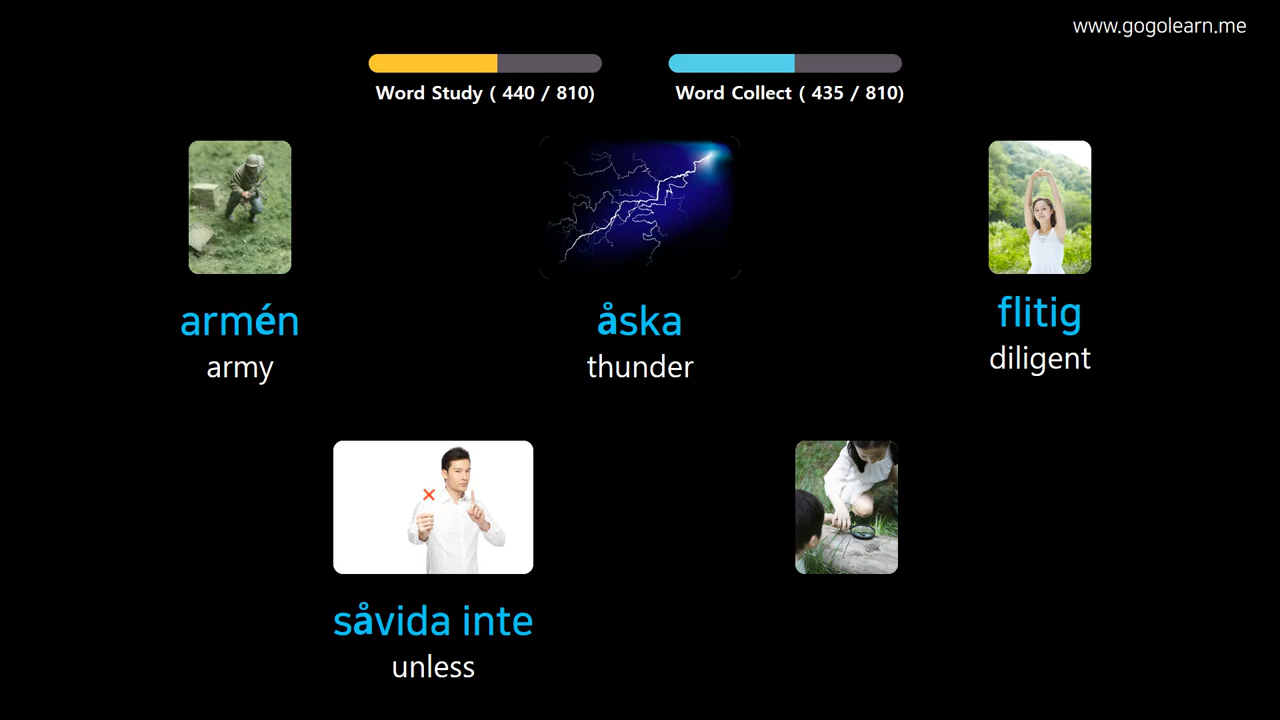 www.gogolearn.me
Word Study ( 440 / 810)
Word Collect ( 435 / 810)
armén
army
åska
thunder
flitig
diligent
såvida inte
unless